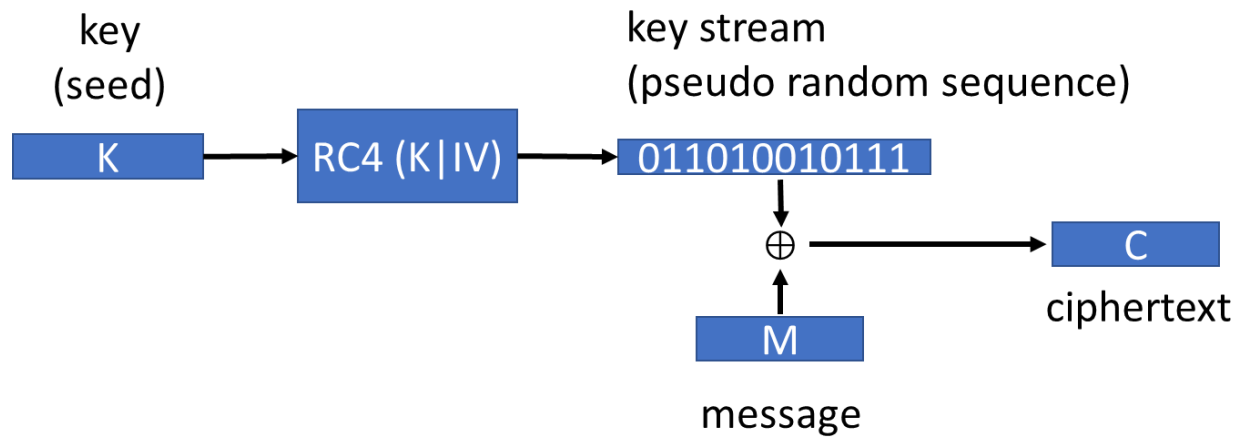 key
(seed)
K
RC4 (K|IV)
key stream
(pseudo random sequence)
011010010111
⊕
M
message
C
ciphertext